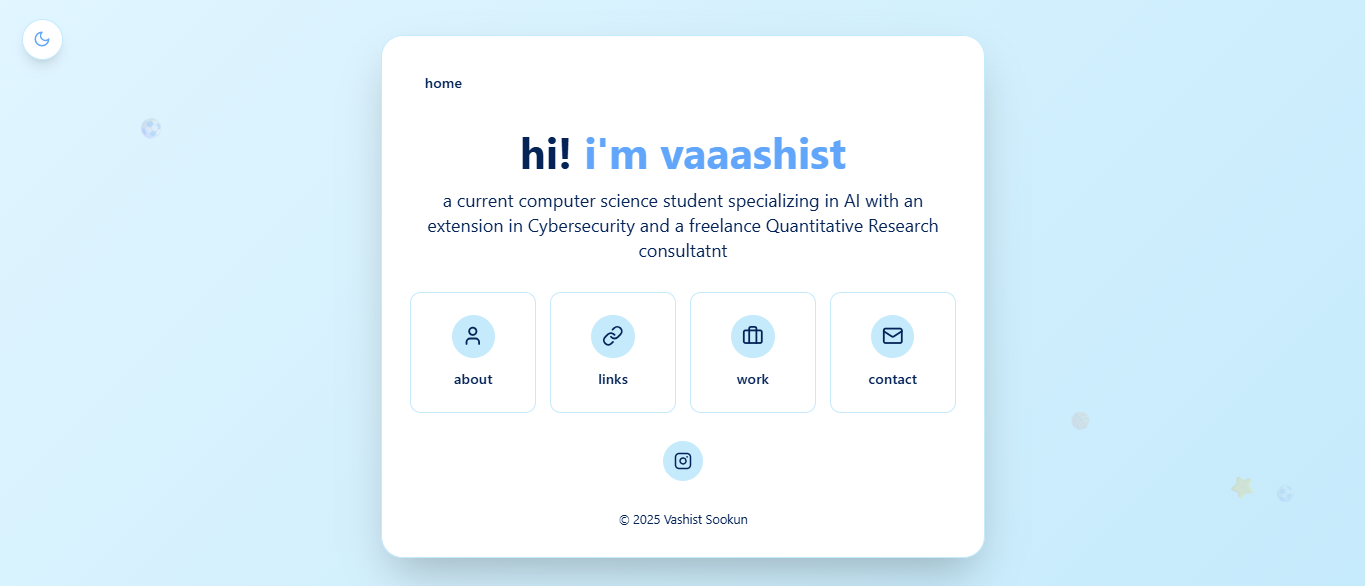 home
hi! i'm vaaashist
a current computer science student specializing in AI with an
extension in Cybersecurity and a freelance Quantitative Research
consultatnt
about
links
work
contact
© 2025 Vashist Sookun